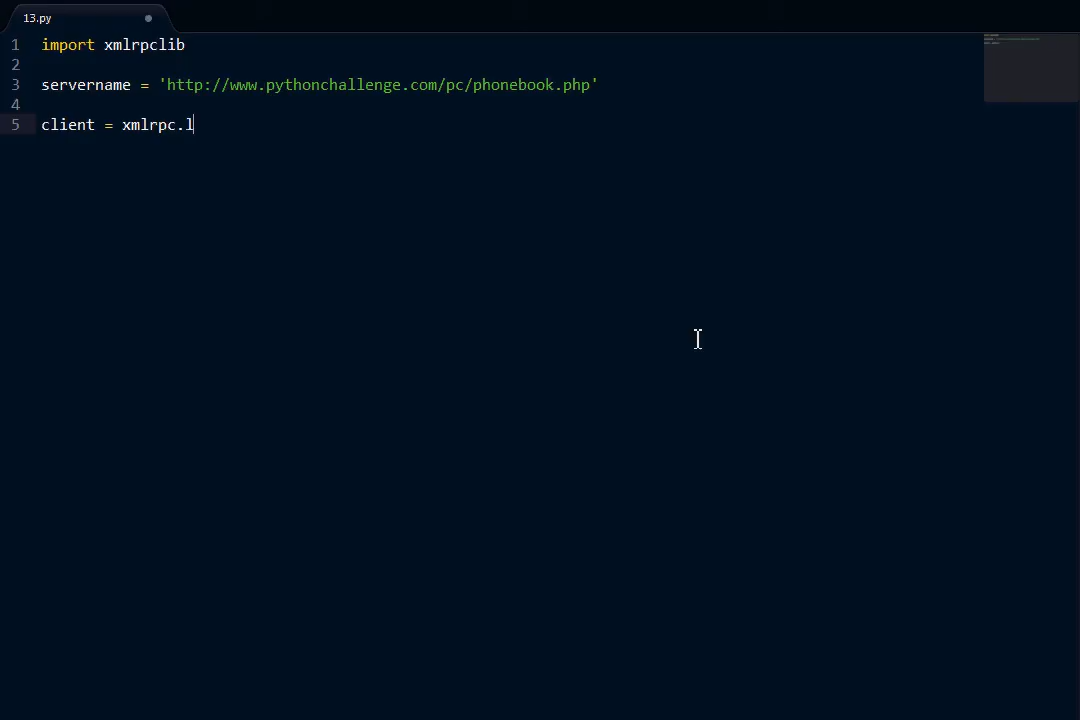 13.py
1 import xmlrpclib
2
3 servername = 'http://www.pythonchallenge.com/pc/phonebook.php'
4
5 client = xmlrpc.l